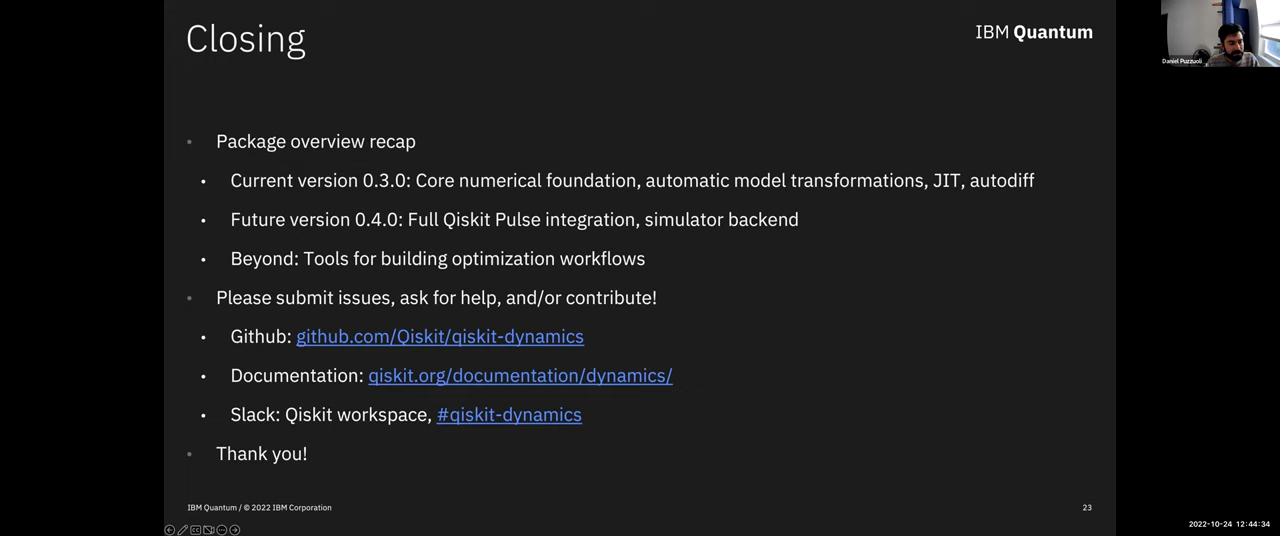 Closing
IBM Quantum
Daniel Puzzuoli
• Package overview recap
• Current version 0.3.0: Core numerical foundation, automatic model transformations, JIT, autodiff
• Future version 0.4.0: Full Qiskit Pulse integration, simulator backend
• Beyond: Tools for building optimization workflows
• Please submit issues, ask for help, and/or contribute!
• Github: github.com/Qiskit/qiskit-dynamics
• Documentation: qiskit.org/documentation/dynamics/
• Slack: Qiskit workspace, #qiskit-dynamics
• Thank you!
IBM Quantum / © 2022 IBM Corporation
23
2022-10-24 12:44:34